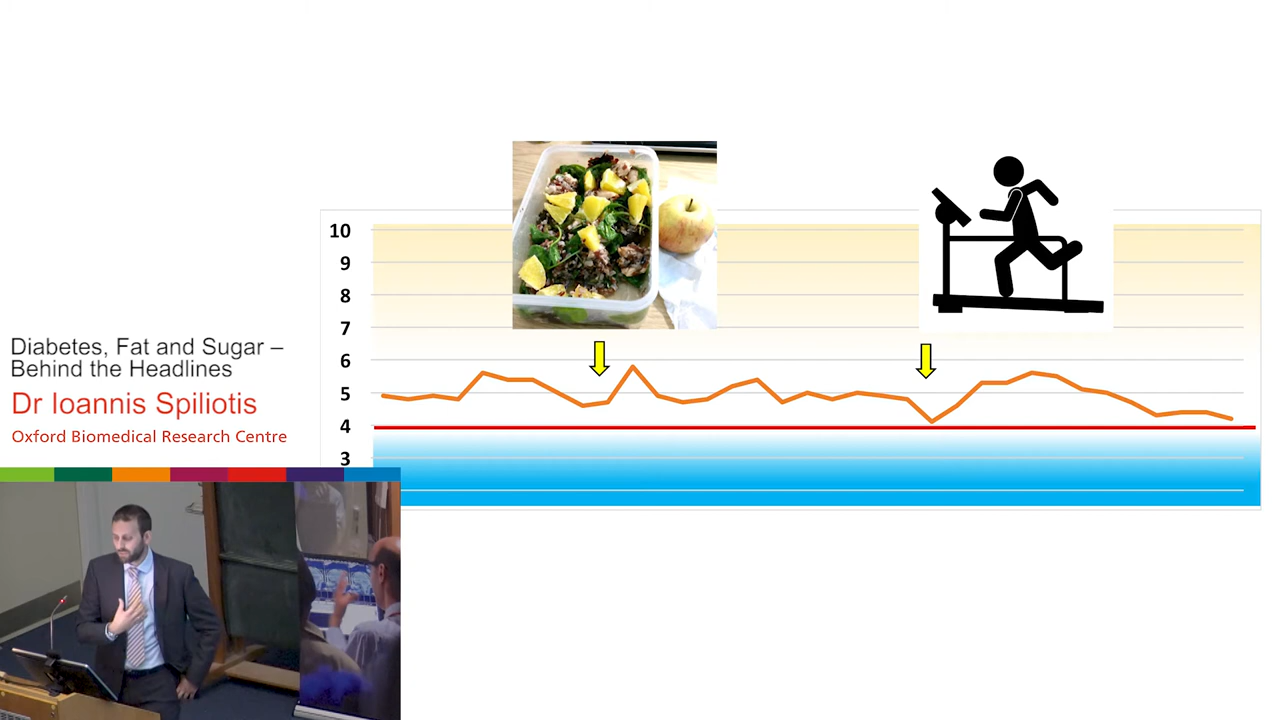 10
9
8
7
6
5
4
3
Diabetes, Fat and Sugar –
Behind the Headlines
Dr Ioannis Spiliotis
Oxford Biomedical Research Centre